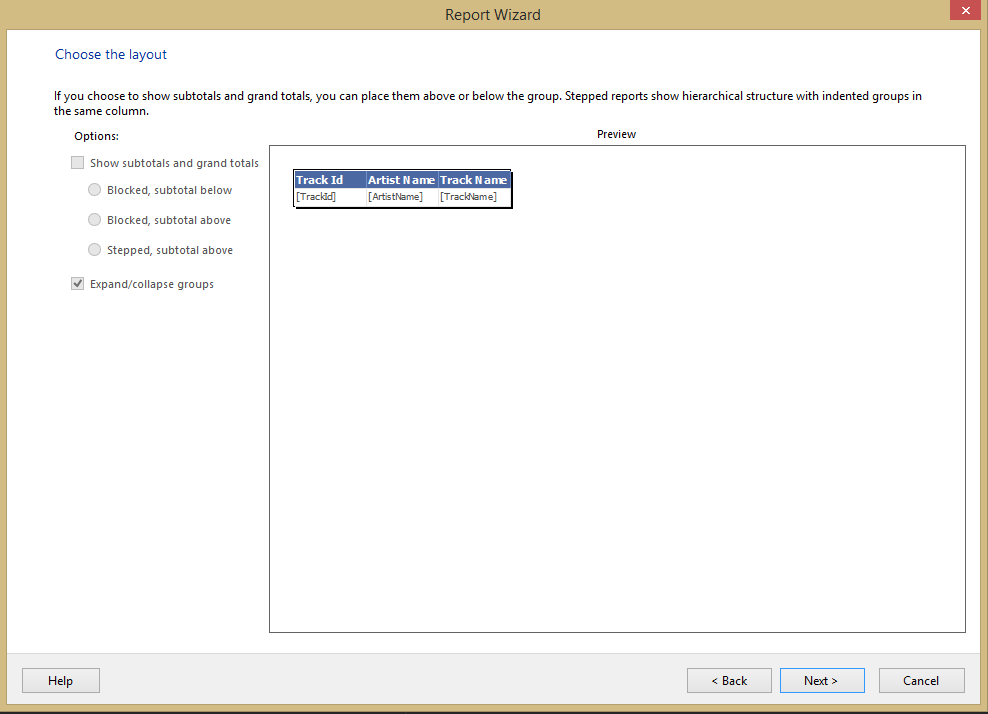 Report Wizard
Choose the layout
If you choose to show subtotals and grand totals, you can place them above or below the group. Stepped reports show hierarchical structure with indented groups in
the same column.
Options:
Preview
Show subtotals and grand totals
Blocked, subtotal below
Blocked, subtotal above
Stepped, subtotal above
Expand/collapse groups
Track Id Artist Name Track Name
[TrackId] [ArtistName] [TrackName]
Help < Back Next > Cancel